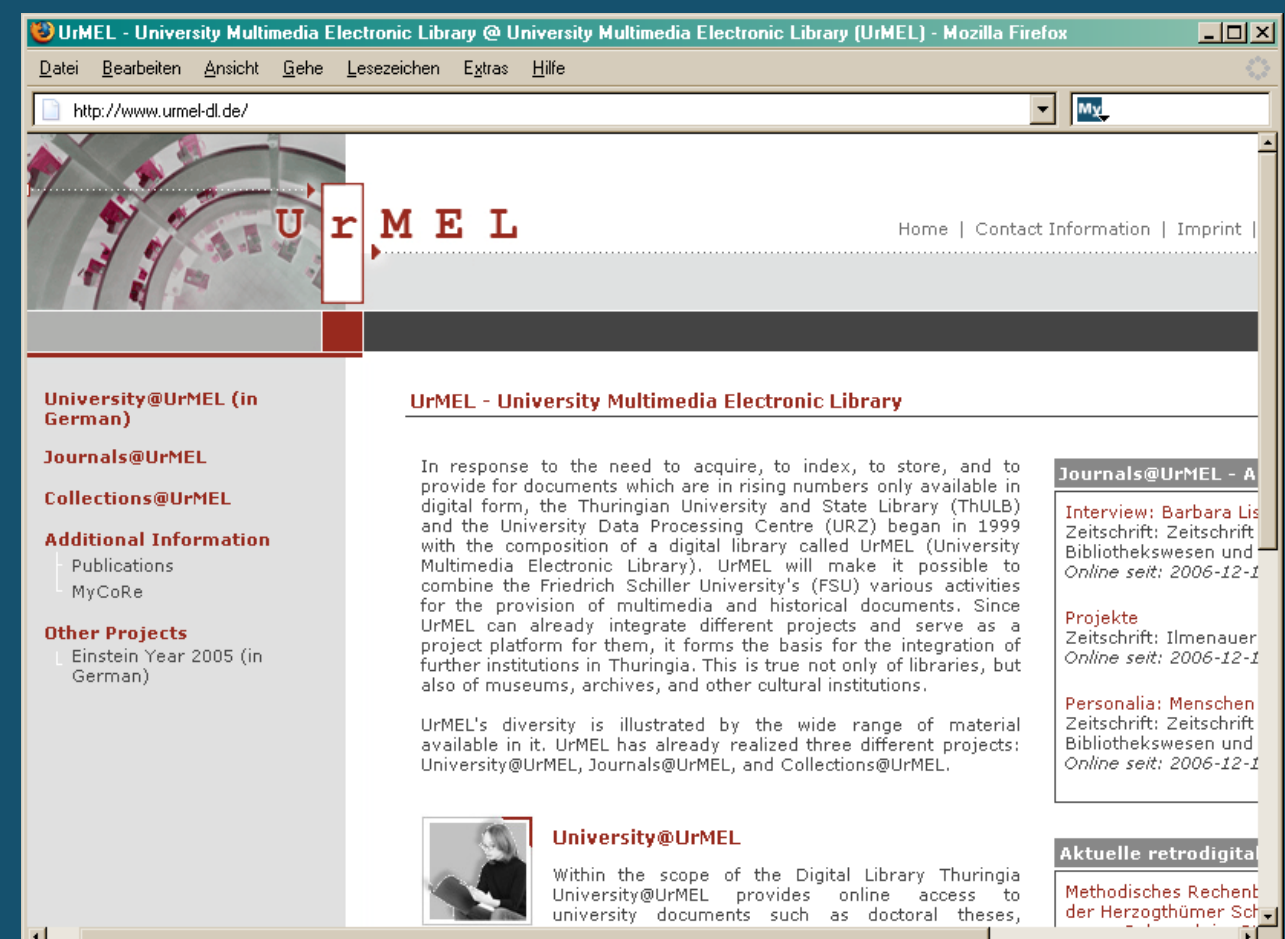 UrMEL - University Multimedia Electronic Library @ University Multimedia Electronic Library (UrMEL) - Mozilla Firefox
Datei Bearbeiten Ansicht Gehe Lesezeichen Extras Hilfe
http://www.urmel-dl.de/
My
UrMEL
Home | Contact Information | Imprint |
University@UrMEL (in
German)
Journals@UrMEL
Collections@UrMEL
Additional Information
Publications
MyCoRe
Other Projects
Einstein Year 2005 (in
German)
UrMEL - University Multimedia Electronic Library
In response to the need to acquire, to index, to store, and to
provide for documents which are in rising numbers only available in
digital form, the Thuringian University and State Library (ThULB)
and the University Data Processing Centre (URZ) began in 1999
with the composition of a digital library called UrMEL (University
Multimedia Electronic Library). UrMEL will make it possible to
combine the Friedrich Schiller University's (FSU) various activities
for the provision of multimedia and historical documents. Since
UrMEL can already integrate different projects and serve as a
project platform for them, it forms the basis for the integration of
further institutions in Thuringia. This is true not only of libraries, but
also of museums, archives, and other cultural institutions.
UrMEL's diversity is illustrated by the wide range of material
available in it. UrMEL has already realized three different projects:
University@UrMEL, Journals@UrMEL, and Collections@UrMEL.
University@UrMEL
Within the scope of the Digital Library Thuringia
University@UrMEL provides online access to
university documents such as doctoral theses,
Journals@UrMEL - A
Interview: Barbara Lis
Zeitschrift: Zeitschrift
Bibliothekswesen und
Online seit: 2006-12-1
Projekte
Zeitschrift: Ilmenauer
Online seit: 2006-12-1
Personalia: Menschen
Zeitschrift: Zeitschrift
Bibliothekswesen und
Online seit: 2006-12-1
Aktuelle retrodigital
Methodisches Rechenb
der Herzogthümer Sch